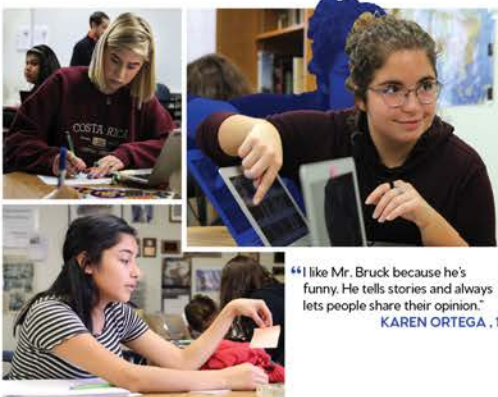 COSTA RICA
“I like Mr. Bruck because he's
funny. He tells stories and always
lets people share their opinion.”
KAREN ORTEGA , 1